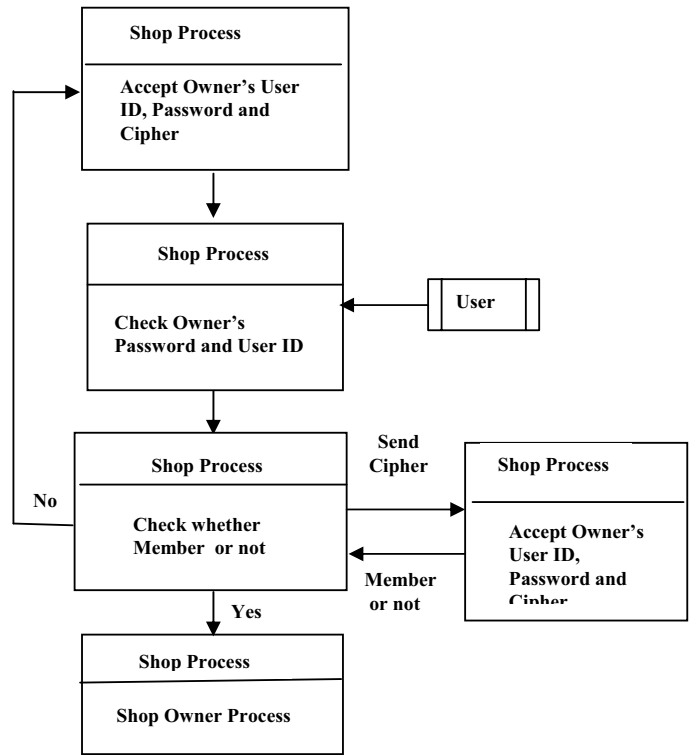 Shop Process
Accept Owner's User
ID, Password and
Cipher
Shop Process
Check Owner's
Password and User ID
User
Shop Process
Check whether
Member or not
No
Send
Cipher
Member
or not
Shop Process
Accept Owner's
User ID,
Password and
Cipher
Yes
Shop Process
Shop Owner Process